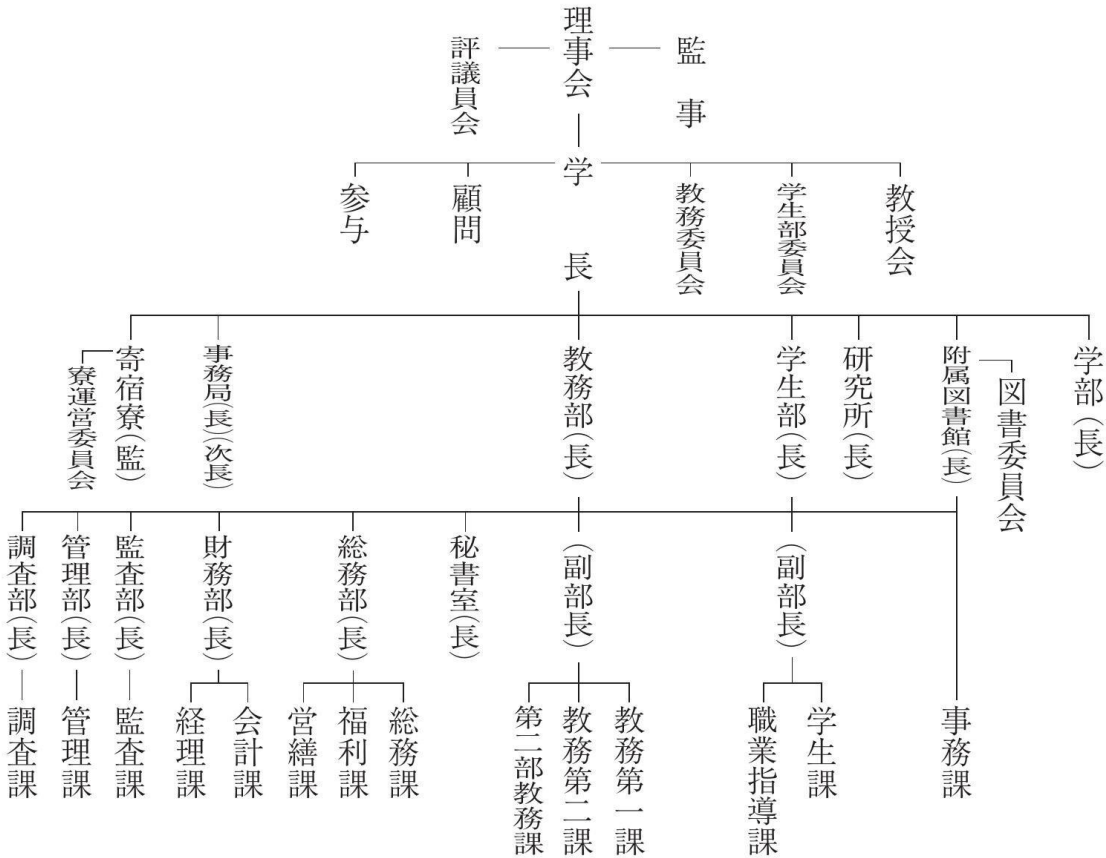 理事会
監事
評議員会
学長
教授会
学生部委員会
教務委員会
顧問
参与
学部(長)
図書委員会
附属図書館(長)
研究所(長)
学生部(長)
教務部(長)
事務局(長)(次長)
寄宿寮(監)
寮運営委員会
(副部長)
(副部長)
秘書室(長)
総務部(長)
財務部(長)
監査部(長)
管理部(長)
調査部(長)
事務課
学生課
職業指導課
教務第一課
教務第二課
第二部教務課
総務課
福利課
営繕課
会計課
経理課
監査課
管理課
調査課